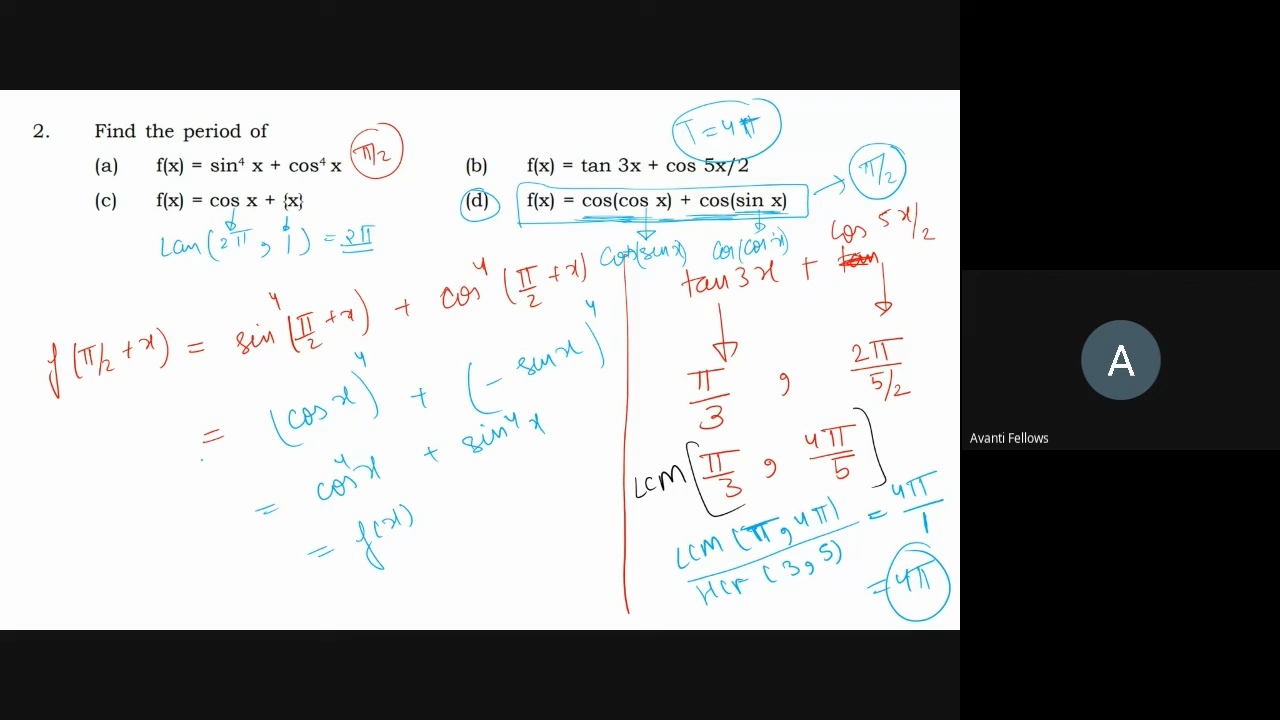 T = 4π
2. Find the period of
(a) f(x) = sin⁴ x + cos⁴ x π/2 (b) f(x) = tan 3x + cos 5x/2
(c) f(x) = cos x + {x} (d) f(x) = cos(cos x) + cos(sin x) π/2
Lcm(2π, 1) = 2π
cos(sin x) cos(cos x)
f(π/2 + x) = sin⁴(π/2 + x) + cos⁴(π/2 + x)
= (cos x)⁴ + (- sin x)⁴
= cos⁴x + sin⁴x
= f(x)
tan 3x + cos 5x/2
π/3 , 2π/5/2
LCM [π/3 , 4π/5]
LCM (π, 4π)/HCF (3, 5) = 4π/1
= 4π
A
Avanti Fellows